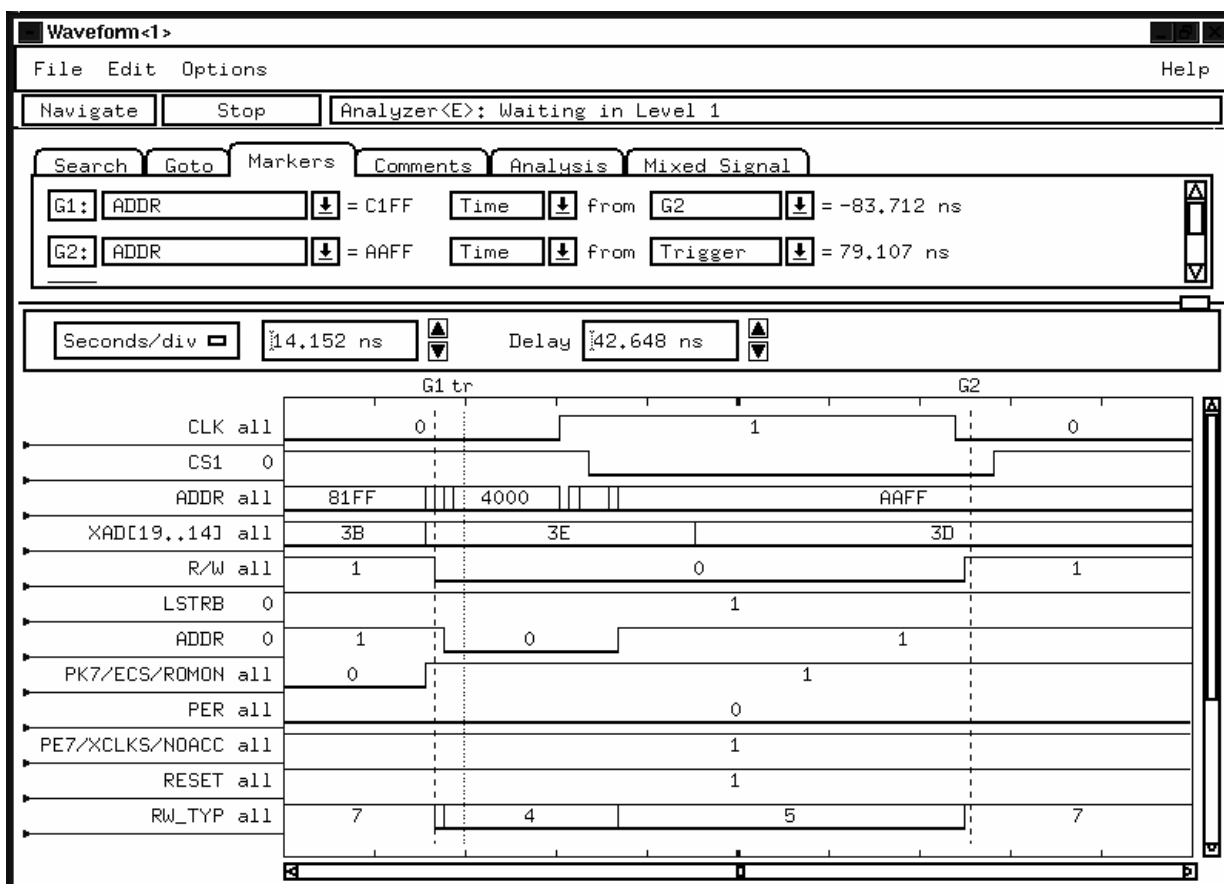 Waveform<1>
File Edit Options Help
Navigate Stop Analyzer<E>: Waiting in Level 1
Search Goto Markers Comments Analysis Mixed Signal
G1: ADDR = C1FF Time from G2 = -83.712 ns
G2: ADDR = AAFF Time from Trigger = 79.107 ns
Seconds/div 14.152 ns Delay 42.648 ns
G1 tr G2
CLK all 0 1 0
CS1 0
ADDR all 81FF 4000 AAFF
XAD[19..14] all 3B 3E 3D
R/W all 1 0 1
LSTRB 0 1
ADDR 0 1 0 1
PK7/ECS/ROMON all 0 1
PER all 0
PE7/XCLKS/NOACC all 1
RESET all 1
RW_TYP all 7 4 5 7